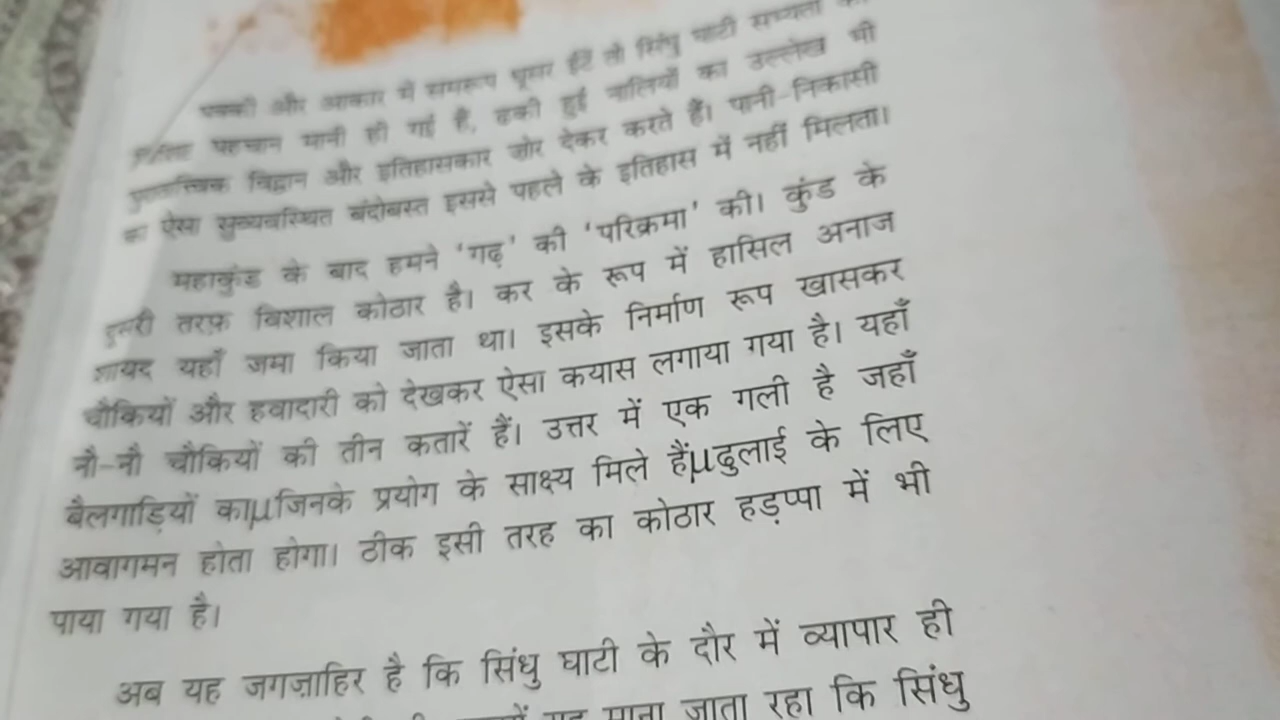 पक्की और आकार में समरूप धूसर ईंटें तो सिंधु घाटी सभ्यता की
विशिष्ट पहचान मानी ही गई हैं, ढकी हुई नालियों का उल्लेख भी
पुरातात्त्विक विद्वान और इतिहासकार ज़ोर देकर करते हैं। पानी-निकासी
का ऐसा सुव्यवस्थित बंदोबस्त इससे पहले के इतिहास में नहीं मिलता।
महाकुंड के बाद हमने 'गढ़' की 'परिक्रमा' की। कुंड के
दूसरी तरफ़ विशाल कोठार है। कर के रूप में हासिल अनाज
शायद यहाँ जमा किया जाता था। इसके निर्माण रूप खासकर
चौकियों और हवादारी को देखकर ऐसा कयास लगाया गया है। यहाँ
नौ-नौ चौकियों की तीन कतारें हैं। उत्तर में एक गली है जहाँ
बैलगाड़ियों काµजिनके प्रयोग के साक्ष्य मिले हैंµढुलाई के लिए
आवागमन होता होगा। ठीक इसी तरह का कोठार हड़प्पा में भी
पाया गया है।
अब यह जगज़ाहिर है कि सिंधु घाटी के दौर में व्यापार ही
यह माना जाता रहा कि सिंधु